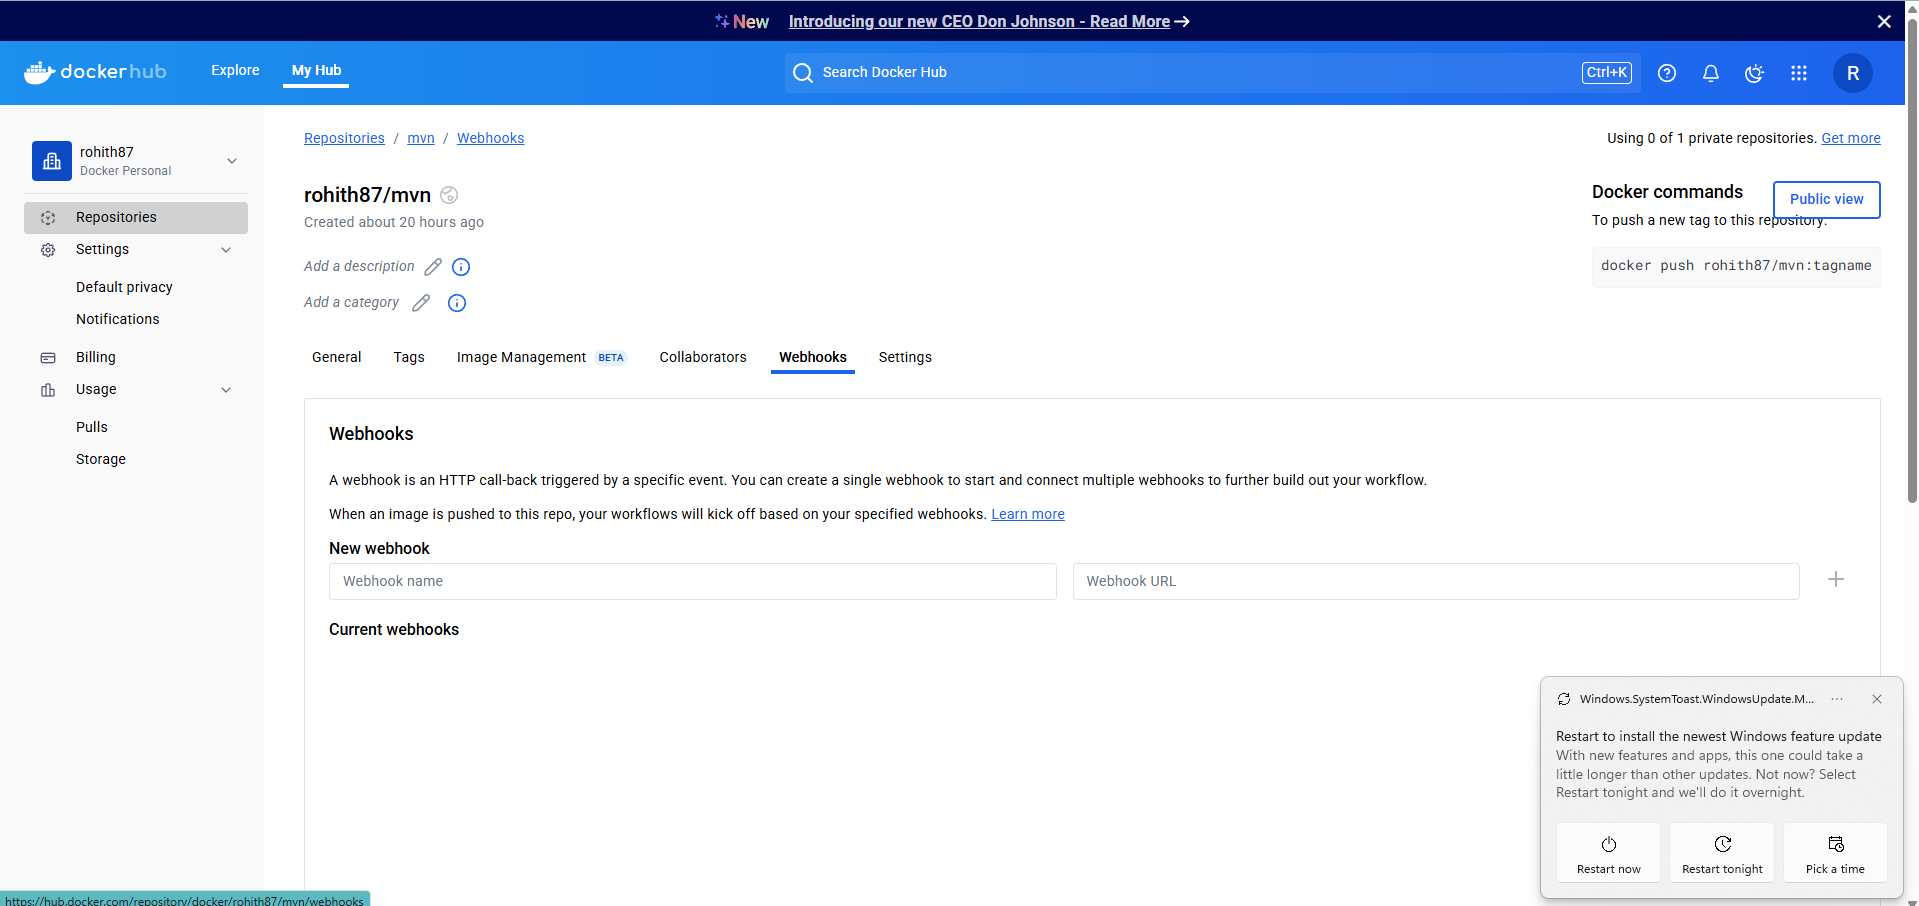 New Introducing our new CEO Don Johnson - Read More
dockerhub Explore My Hub Search Docker Hub Ctrl+K R
rohith87
Docker Personal
Repositories
Settings
Default privacy
Notifications
Billing
Usage
Pulls
Storage
Repositories / mvn / Webhooks
Using 0 of 1 private repositories. Get more
rohith87/mvn
Created about 20 hours ago
Add a description
Add a category
Docker commands
Public view
To push a new tag to this repository:
docker push rohith87/mvn:tagname
General Tags Image Management BETA Collaborators Webhooks Settings
Webhooks
A webhook is an HTTP call-back triggered by a specific event. You can create a single webhook to start and connect multiple webhooks to further build out your workflow.
When an image is pushed to this repo, your workflows will kick off based on your specified webhooks. Learn more
New webhook
Webhook name Webhook URL
Current webhooks
Windows.SystemToast.WindowsUpdate.M...
Restart to install the newest Windows feature update
With new features and apps, this one could take a
little longer than other updates. Not now? Select
Restart tonight and we'll do it overnight.
Restart now Restart tonight Pick a time
https://hub.docker.com/repository/docker/rohith87/mvn/webhooks